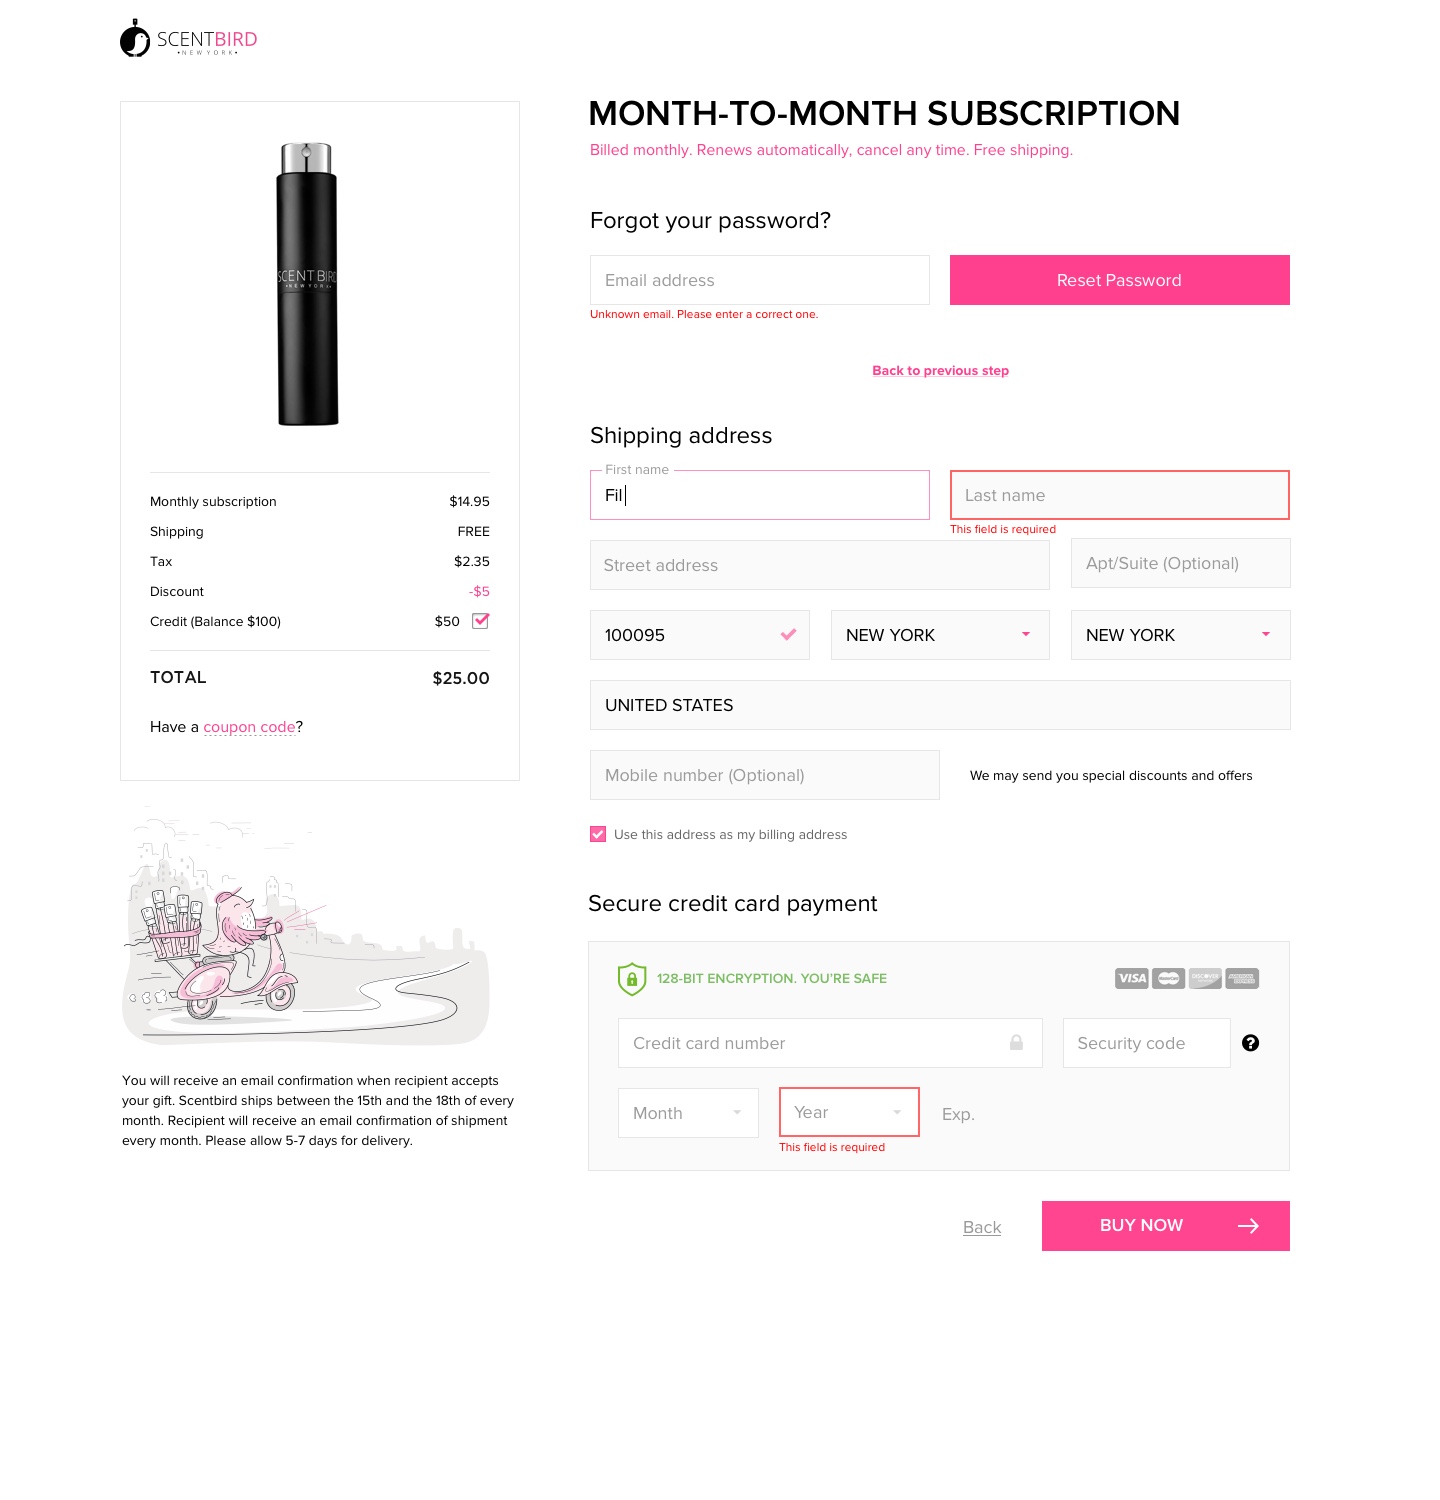 SCENTBIRD
•NEW YORK•
SCENTBIRD
•NEW YORK•
Monthly subscription $14.95
Shipping FREE
Tax $2.35
Discount -$5
Credit (Balance $100) $50
TOTAL $25.00
Have a coupon code?
You will receive an email confirmation when recipient accepts
your gift. Scentbird ships between the 15th and the 18th of every
month. Recipient will receive an email confirmation of shipment
every month. Please allow 5-7 days for delivery.
MONTH-TO-MONTH SUBSCRIPTION
Billed monthly. Renews automatically, cancel any time. Free shipping.
Forgot your password?
Email address Reset Password
Unknown email. Please enter a correct one.
Back to previous step
Shipping address
First name
Fil Last name
This field is required
Street address Apt/Suite (Optional)
100095 NEW YORK NEW YORK
UNITED STATES
Mobile number (Optional) We may send you special discounts and offers
Use this address as my billing address
Secure credit card payment
128-BIT ENCRYPTION. YOU'RE SAFE VISA MasterCard DISCOVER AMERICAN EXPRESS
Credit card number Security code ?
Month Year Exp.
This field is required
Back BUY NOW